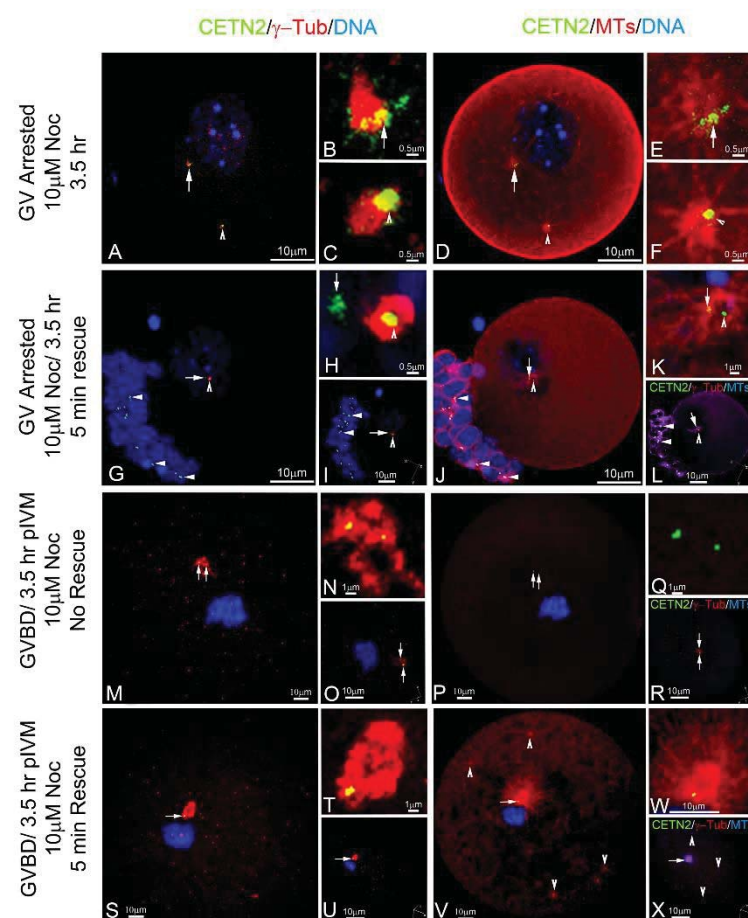 CETN2/γ–Tub/DNA
CETN2/MTs/DNA
GV Arrested
10μM Noc
3.5 hr
A
10μm
B
0.5μm
C
0.5μm
D
10μm
E
0.5μm
F
0.5μm
GV Arrested
10μM Noc/ 3.5 hr
5 min rescue
G
10μm
H
0.5μm
I
10μm
J
10μm
K
1μm
CETN2/γ–Tub/MTs
L
10μm
GVBD/ 3.5 hr pIVM
10μM Noc
No Rescue
M
10μm
N
1μm
O
10μm
P
10μm
Q
1μm
CETN2/γ–Tub/MTs
R
10μm
GVBD/ 3.5 hr pIVM
10μM Noc
5 min Rescue
S
10μm
T
1μm
U
10μm
V
10μm
W
10μm
CETN2/γ–Tub/MTs
X
10μm